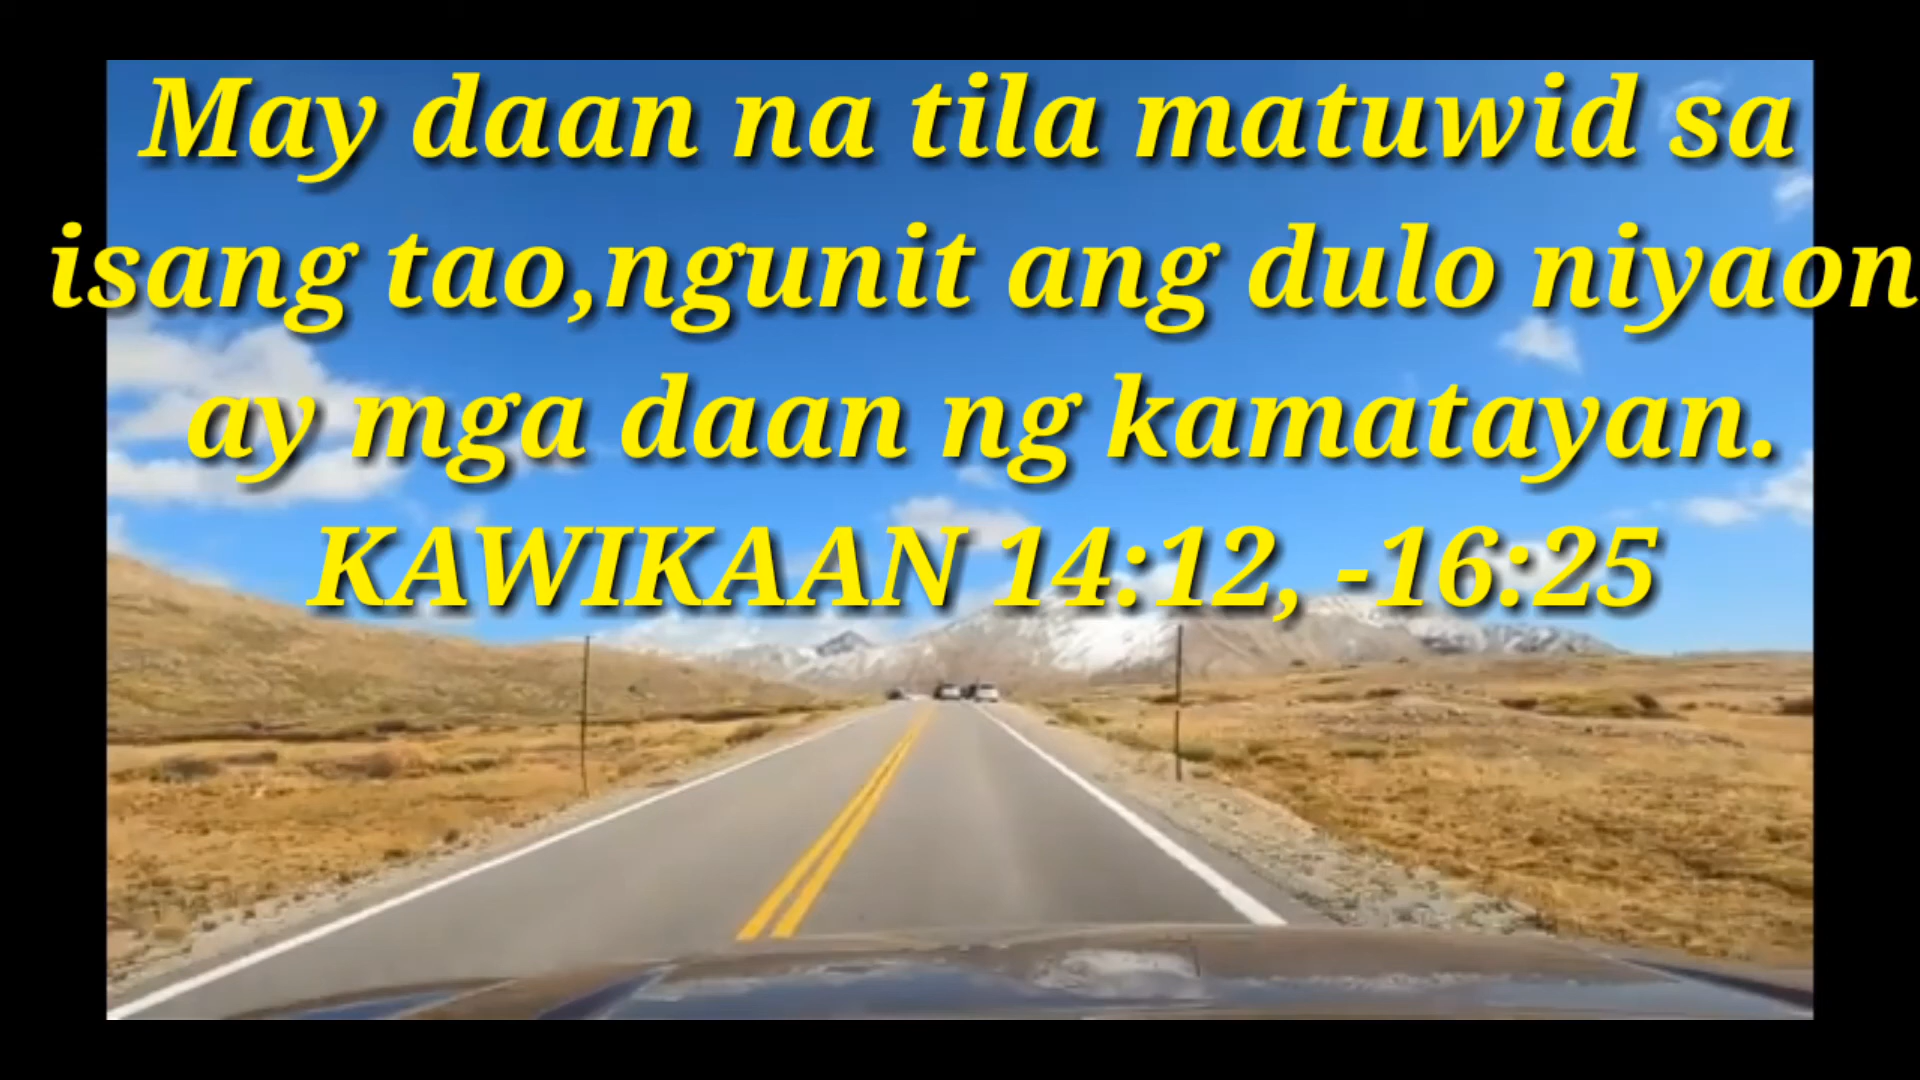 May daan na tila matuwid sa
isang tao,ngunit ang dulo niyaon
ay mga daan ng kamatayan.
KAWIKAAN 14:12, -16:25